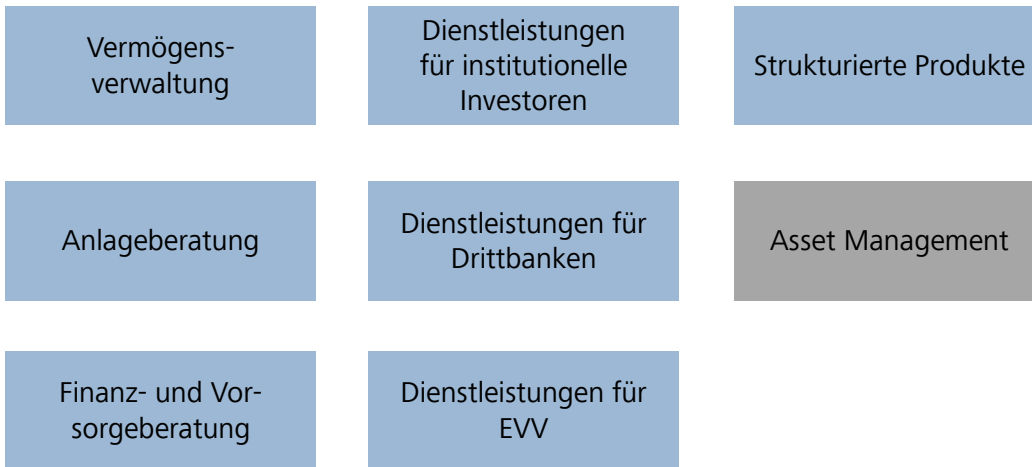 Vermögens-
verwaltung
Dienstleistungen
für institutionelle
Investoren
Strukturierte Produkte
Anlageberatung
Dienstleistungen für
Drittbanken
Asset Management
Finanz- und Vor-
sorgeberatung
Dienstleistungen für
EVV